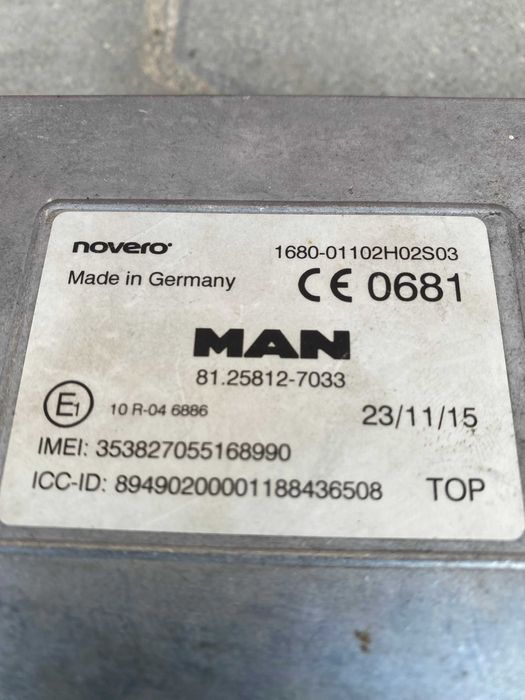 novero 1680-01102H02S03
Made in Germany CE 0681
MAN
81.25812-7033
E1 10 R-04 6886 23/11/15
IMEI: 353827055168990
ICC-ID: 89490200001188436508 TOP